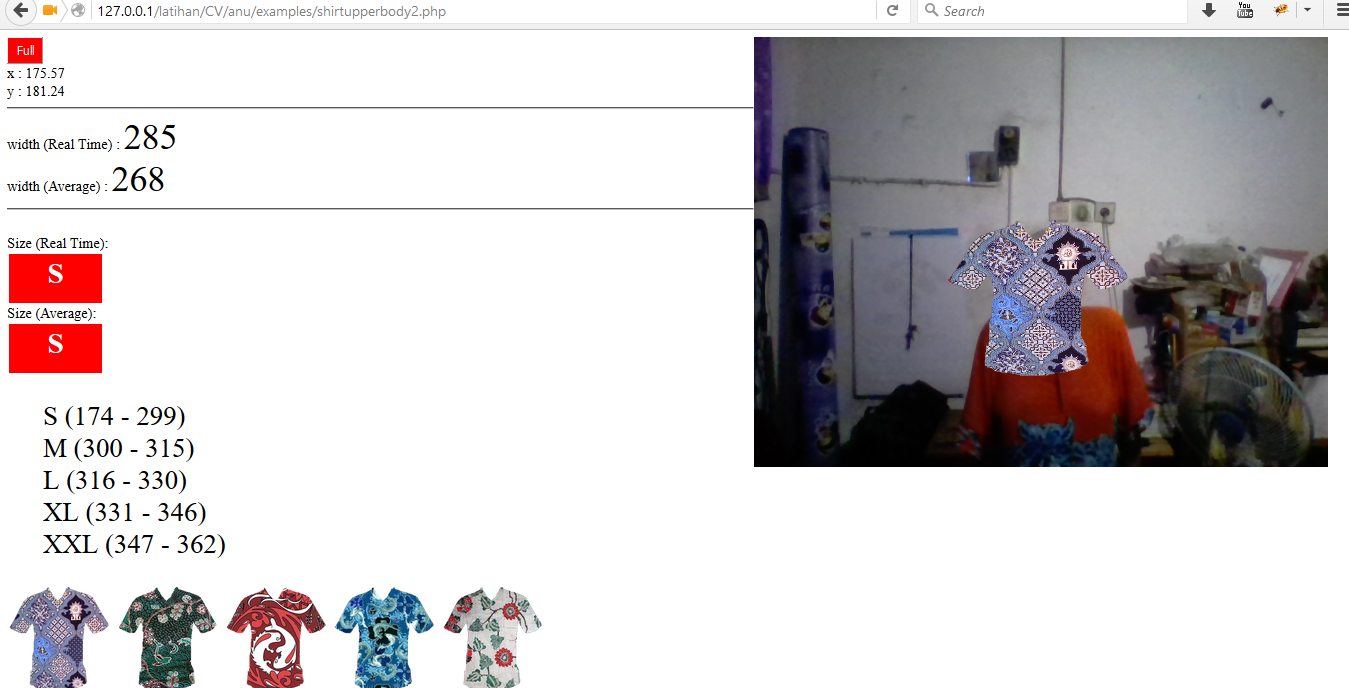 127.0.0.1/latihan/CV/anu/examples/shirtupperbody2.php
Search
You
Tube
Full
x : 175.57
y : 181.24
width (Real Time) : 285
width (Average) : 268
Size (Real Time):
S
Size (Average):
S
S (174 - 299)
M (300 - 315)
L (316 - 330)
XL (331 - 346)
XXL (347 - 362)